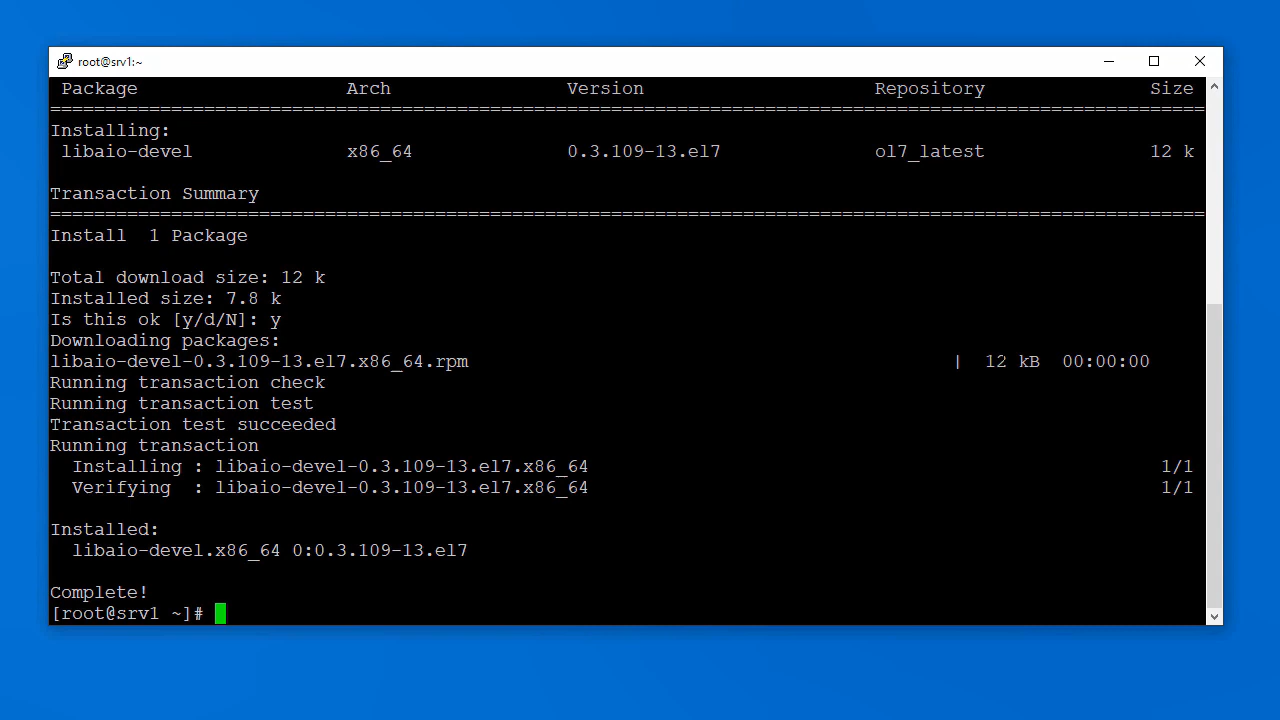 root@srv1:~
Package Arch Version Repository Size
================================================================================
Installing:
libaio-devel x86_64 0.3.109-13.el7 ol7_latest 12 k
Transaction Summary
================================================================================
Install 1 Package
Total download size: 12 k
Installed size: 7.8 k
Is this ok [y/d/N]: y
Downloading packages:
libaio-devel-0.3.109-13.el7.x86_64.rpm | 12 kB 00:00:00
Running transaction check
Running transaction test
Transaction test succeeded
Running transaction
Installing : libaio-devel-0.3.109-13.el7.x86_64 1/1
Verifying : libaio-devel-0.3.109-13.el7.x86_64 1/1
Installed:
libaio-devel.x86_64 0:0.3.109-13.el7
Complete!
[root@srv1 ~]#